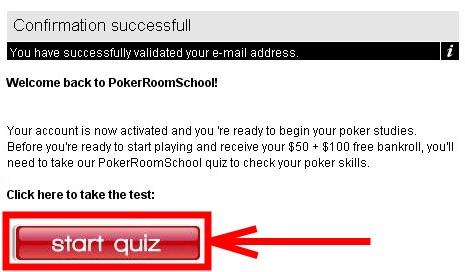 Confirmation successfull
You have successfully validated your e-mail address.
i
Welcome back to PokerRoomSchool!
Your account is now activated and you 're ready to begin your poker studies.
Before you're ready to start playing and receive your $50 + $100 free bankroll, you'll
need to take our PokerRoomSchool quiz to check your poker skills.
Click here to take the test:
start quiz